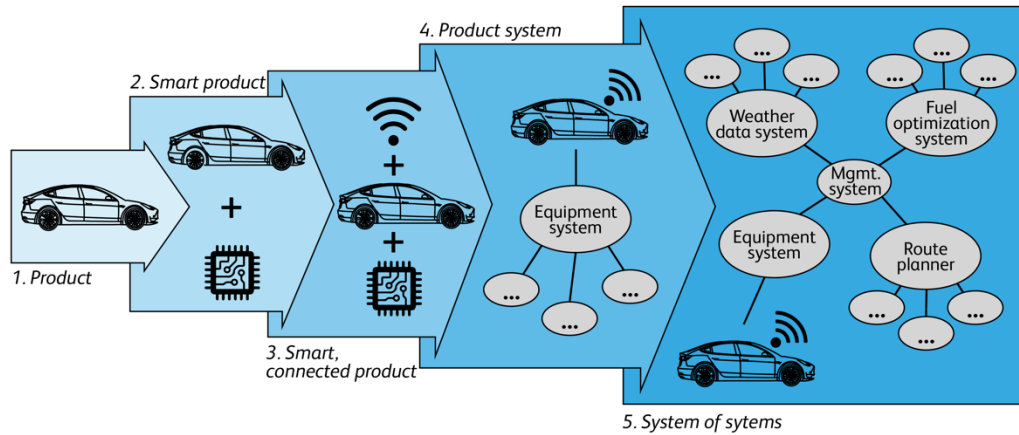 1. Product
2. Smart product
3. Smart,
connected product
4. Product system
Equipment
system
...
...
...
5. System of sytems
...
...
...
Weather
data system
...
...
...
Fuel
optimization
system
Mgmt.
system
Equipment
system
Route
planner
...
...
...